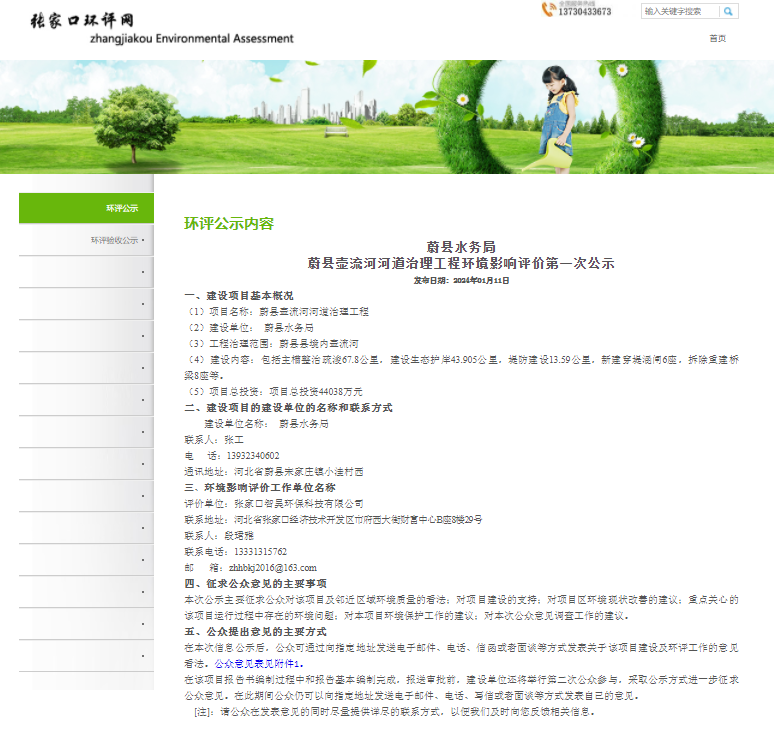 张家口环评网
zhangjiakou Environmental Assessment
全国服务热线
13730433673
输入关键字搜索
首页
环评公示
环评验收公示
环评公示内容
蔚县水务局
蔚县壶流河河道治理工程环境影响评价第一次公示
发布日期：2024年01月11日
一、建设项目基本概况
（1）项目名称：蔚县壶流河河道治理工程
（2）建设单位： 蔚县水务局
（3）工程治理范围：蔚县县境内壶流河
（4）建设内容：包括主槽整治疏浚67.8公里，建设生态护岸43.905公里，堤防建设13.59公里，新建穿堤涵闸6座，拆除重建桥
梁8座等。
（5）项目总投资：项目总投资44038万元
二、建设项目的建设单位的名称和联系方式
建设单位名称： 蔚县水务局
联系人：张工
电 话：13932340602
通讯地址：河北省蔚县宋家庄镇小洼村西
三、环境影响评价工作单位名称
评价单位：张家口智昊环保科技有限公司
联系地址：河北省张家口经济技术开发区市府西大街财富中心B座8楼29号
联系人：段珺雅
联系电话：13331315762
邮 箱：zhhbkj2016@163.com
四、征求公众意见的主要事项
本次公示主要征求公众对该项目及邻近区域环境质量的看法；对项目建设的支持；对项目区环境现状改善的建议；重点关心的
该项目运行过程中存在的环境问题；对本项目环境保护工作的建议；对本次公众意见调查工作的建议。
五、公众提出意见的主要方式
在本次信息公示后，公众可通过向指定地址发送电子邮件、电话、信函或者面谈等方式发表关于该项目建设及环评工作的意见
看法。公众意见表见附件1。
在该项目报告书编制过程中和报告基本编制完成，报送审批前，建设单位还将举行第二次公众参与，采取公示方式进一步征求
公众意见。在此期间公众仍可以向指定地址发送电子邮件、电话、写信或者面谈等方式发表自己的意见。
[注]：请公众在发表意见的同时尽量提供详尽的联系方式，以便我们及时向您反馈相关信息。